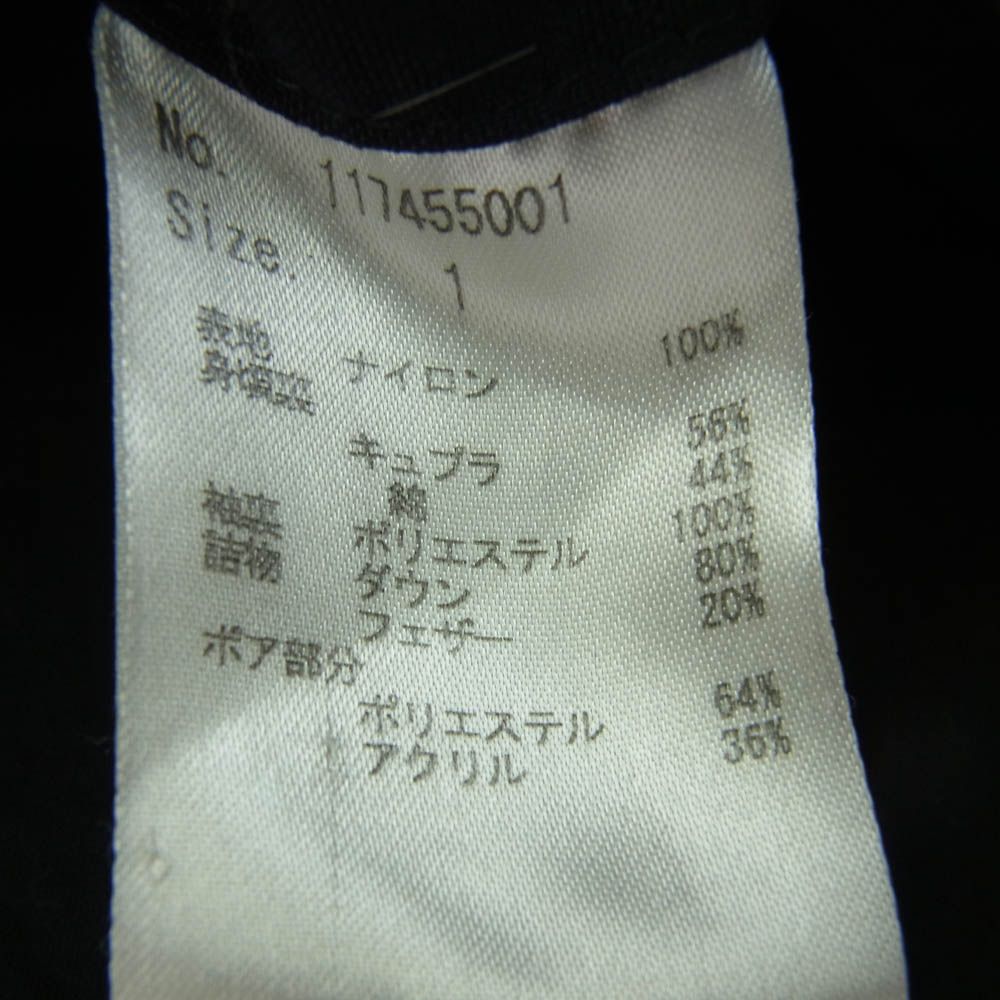 No. 117455001
Size. 1
表地 ナイロン 100%
身頃裏
キュプラ 56%
綿 44%
袖裏 ポリエステル 100%
詰物 ダウン 80%
フェザー 20%
ボア部分
ポリエステル 64%
アクリル 36%